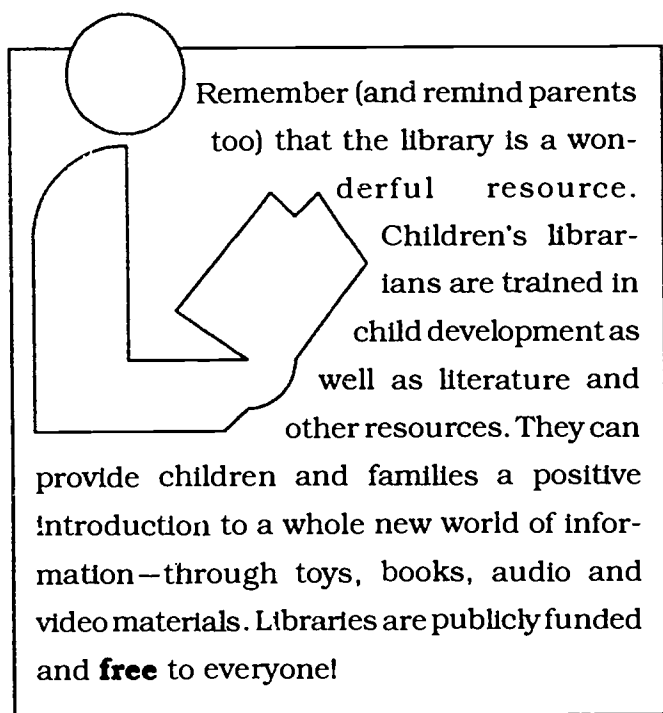 Remember (and remind parents
too) that the library is a won-
derful resource.
Children's librar-
ians are trained in
child development as
well as literature and
other resources. They can
provide children and families a positive
introduction to a whole new world of infor-
mation—through toys, books, audio and
video materials. Libraries are publicly funded
and free to everyone!